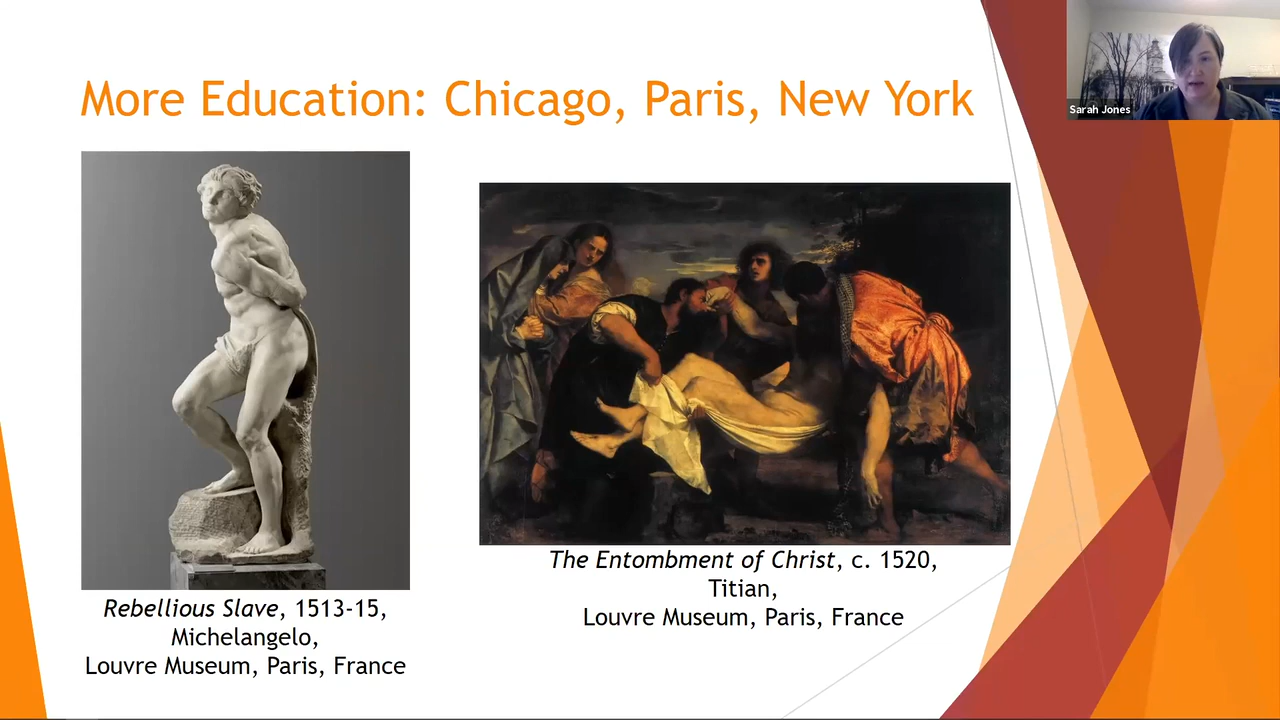 More Education: Chicago, Paris, New York
Sarah Jones
Rebellious Slave, 1513-15,
Michelangelo,
Louvre Museum, Paris, France
The Entombment of Christ, c. 1520,
Titian,
Louvre Museum, Paris, France